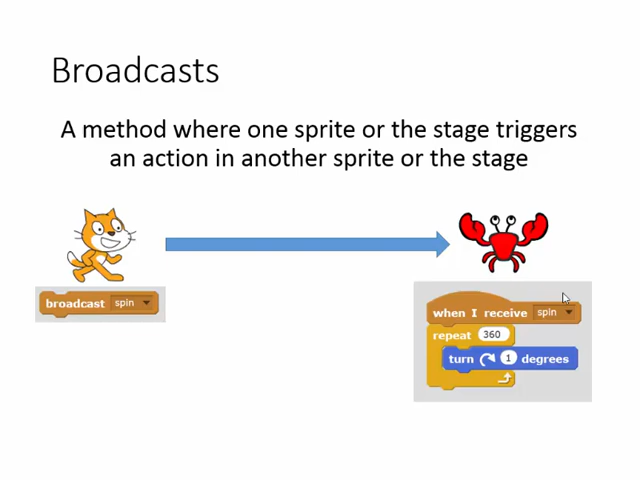 Broadcasts
A method where one sprite or the stage triggers
an action in another sprite or the stage
broadcast spin
when I receive spin
repeat 360
turn 1 degrees